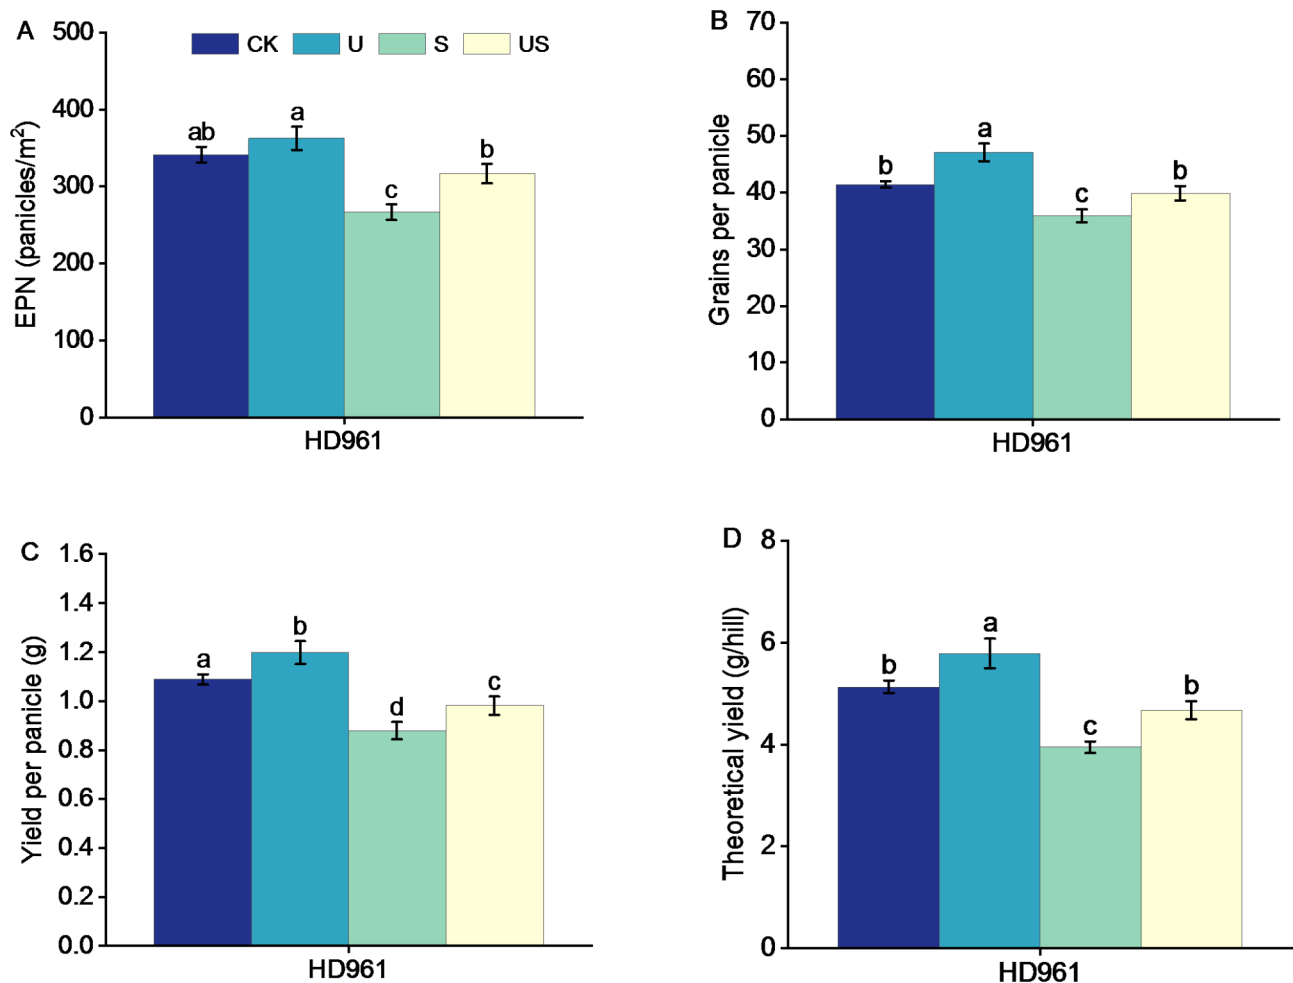 A
500
400
300
200
100
0
EPN (panicles/m²)
CK U S US
ab
a
c
b
HD961
B
70
60
50
40
30
20
10
0
Grains per panicle
b
a
c
b
HD961
C
1.6
1.4
1.2
1.0
0.8
0.6
0.4
0.2
0.0
Yield per panicle (g)
a
b
d
c
HD961
D
8
6
4
2
0
Theoretical yield (g/hill)
b
a
c
b
HD961